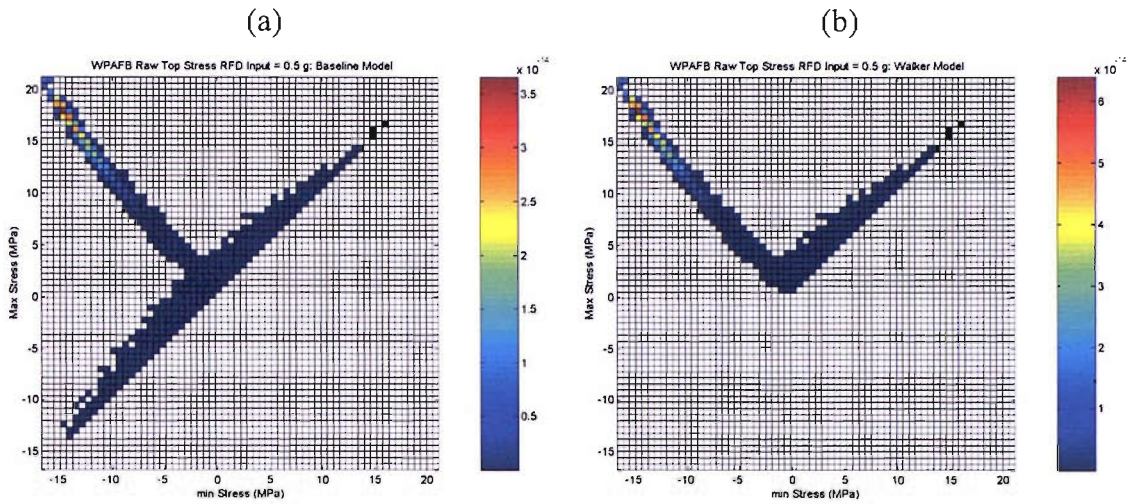 (a)
(b)
WPAFB Raw Top Stress RFD Input = 0.5 g: Baseline Model
x 10⁻¹⁴
20
15
10
5
0
-5
-10
-15
Max Stress (MPa)
-15 -10 -5 0 5 10 15 20
min Stress (MPa)
3.5
3
2.5
2
1.5
1
0.5
WPAFB Raw Top Stress RFD Input = 0.5 g: Walker Model
x 10⁻¹⁴
20
15
10
5
0
-5
-10
-15
Max Stress (MPa)
-15 -10 -5 0 5 10 15 20
min Stress (MPa)
6
5
4
3
2
1